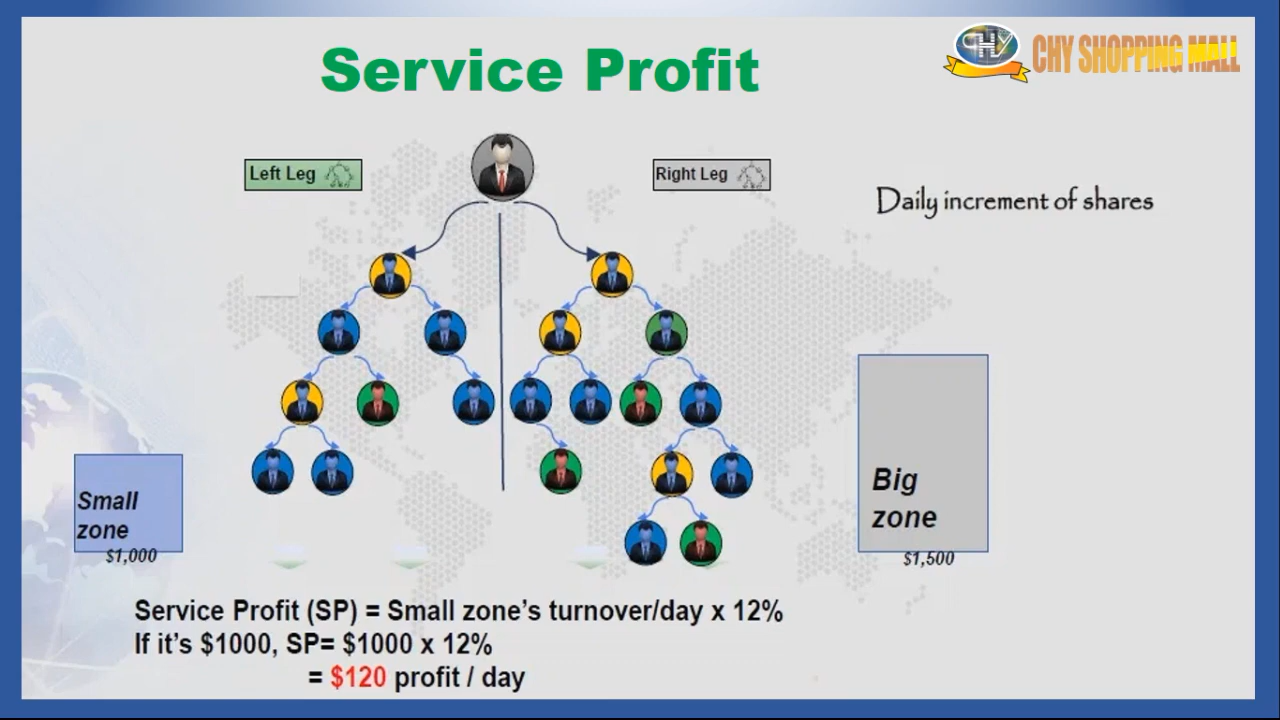 Service Profit
CHY
CHY SHOPPING MALL
Left Leg
Right Leg
Daily increment of shares
Small
zone
$1,000
Big
zone
$1,500
Service Profit (SP) = Small zone's turnover/day x 12%
If it's $1000, SP= $1000 x 12%
= $120 profit / day